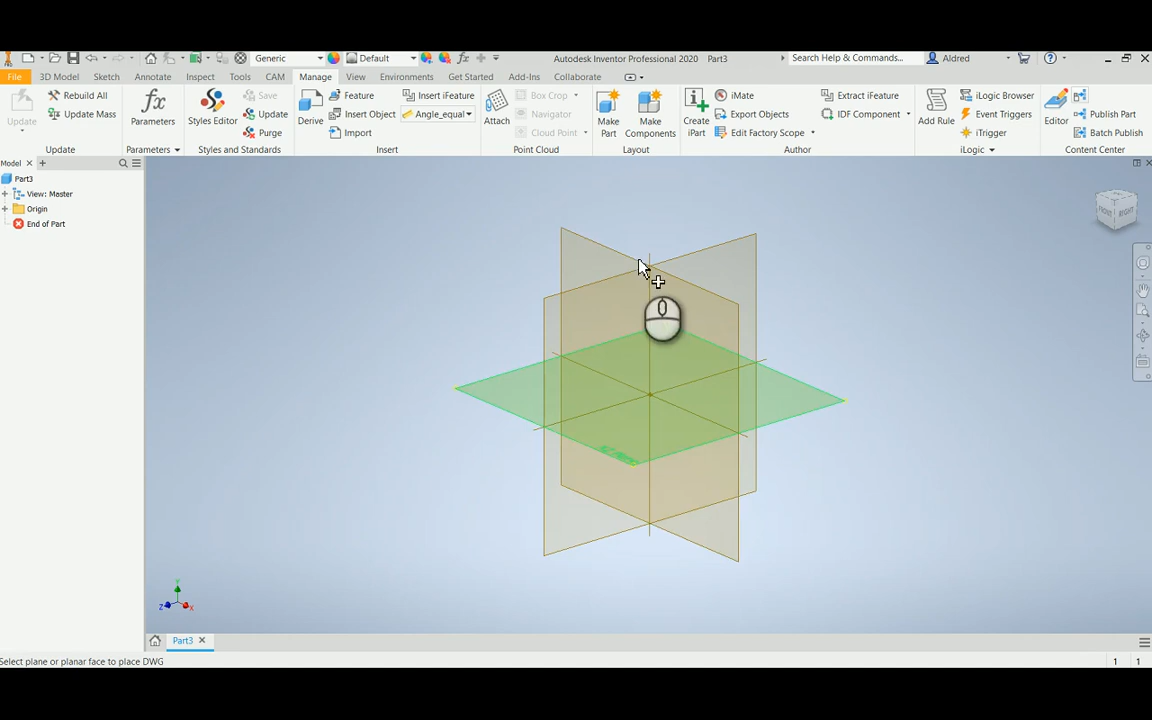 Generic Default Autodesk Inventor Professional 2020 Part3 Search Help & Commands... Aldred
File 3D Model Sketch Annotate Inspect Tools CAM Manage View Environments Get Started Add-Ins Collaborate
Update Rebuild All Update Mass Update
Parameters Parameters
Styles Editor Save Update Purge Styles and Standards
Derive Feature Insert Object Import Insert iFeature Angle_equal Insert
Attach Box Crop Navigator Cloud Point Point Cloud
Make Part Make Components Layout
Create iPart iMate Export Objects Edit Factory Scope Extract iFeature IDF Component Author
Add Rule iLogic Browser Event Triggers iTrigger iLogic
Editor Publish Part Batch Publish Content Center
Model
Part3
View: Master
Origin
End of Part
FRONT RIGHT
Y
Z X
Part3
Select plane or planar face to place DWG 1 1